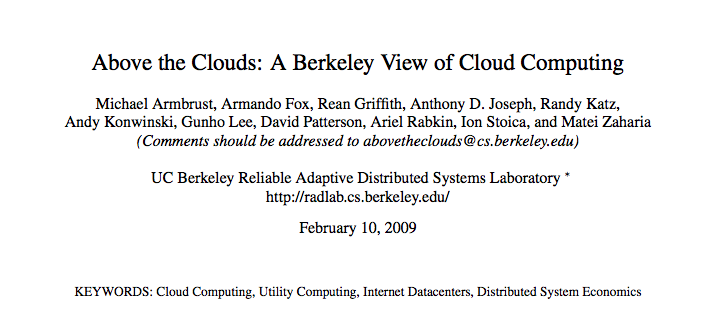 Above the Clouds: A Berkeley View of Cloud Computing
Michael Armbrust, Armando Fox, Rean Griffith, Anthony D. Joseph, Randy Katz,
Andy Konwinski, Gunho Lee, David Patterson, Ariel Rabkin, Ion Stoica, and Matei Zaharia
(Comments should be addressed to abovetheclouds@cs.berkeley.edu)
UC Berkeley Reliable Adaptive Distributed Systems Laboratory *
http://radlab.cs.berkeley.edu/
February 10, 2009
KEYWORDS: Cloud Computing, Utility Computing, Internet Datacenters, Distributed System Economics